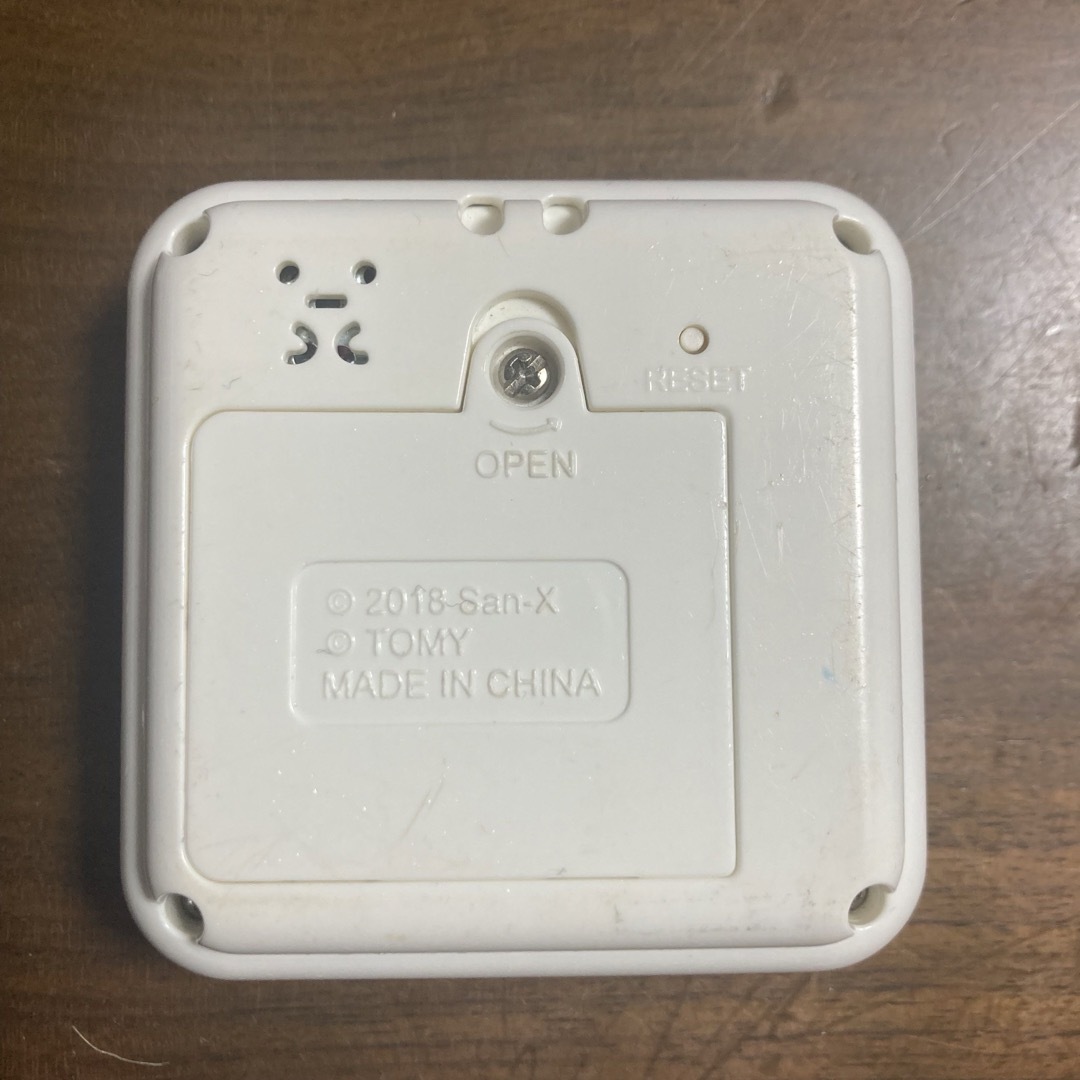 RESET
OPEN
© 2018 San-X
© TOMY
MADE IN CHINA